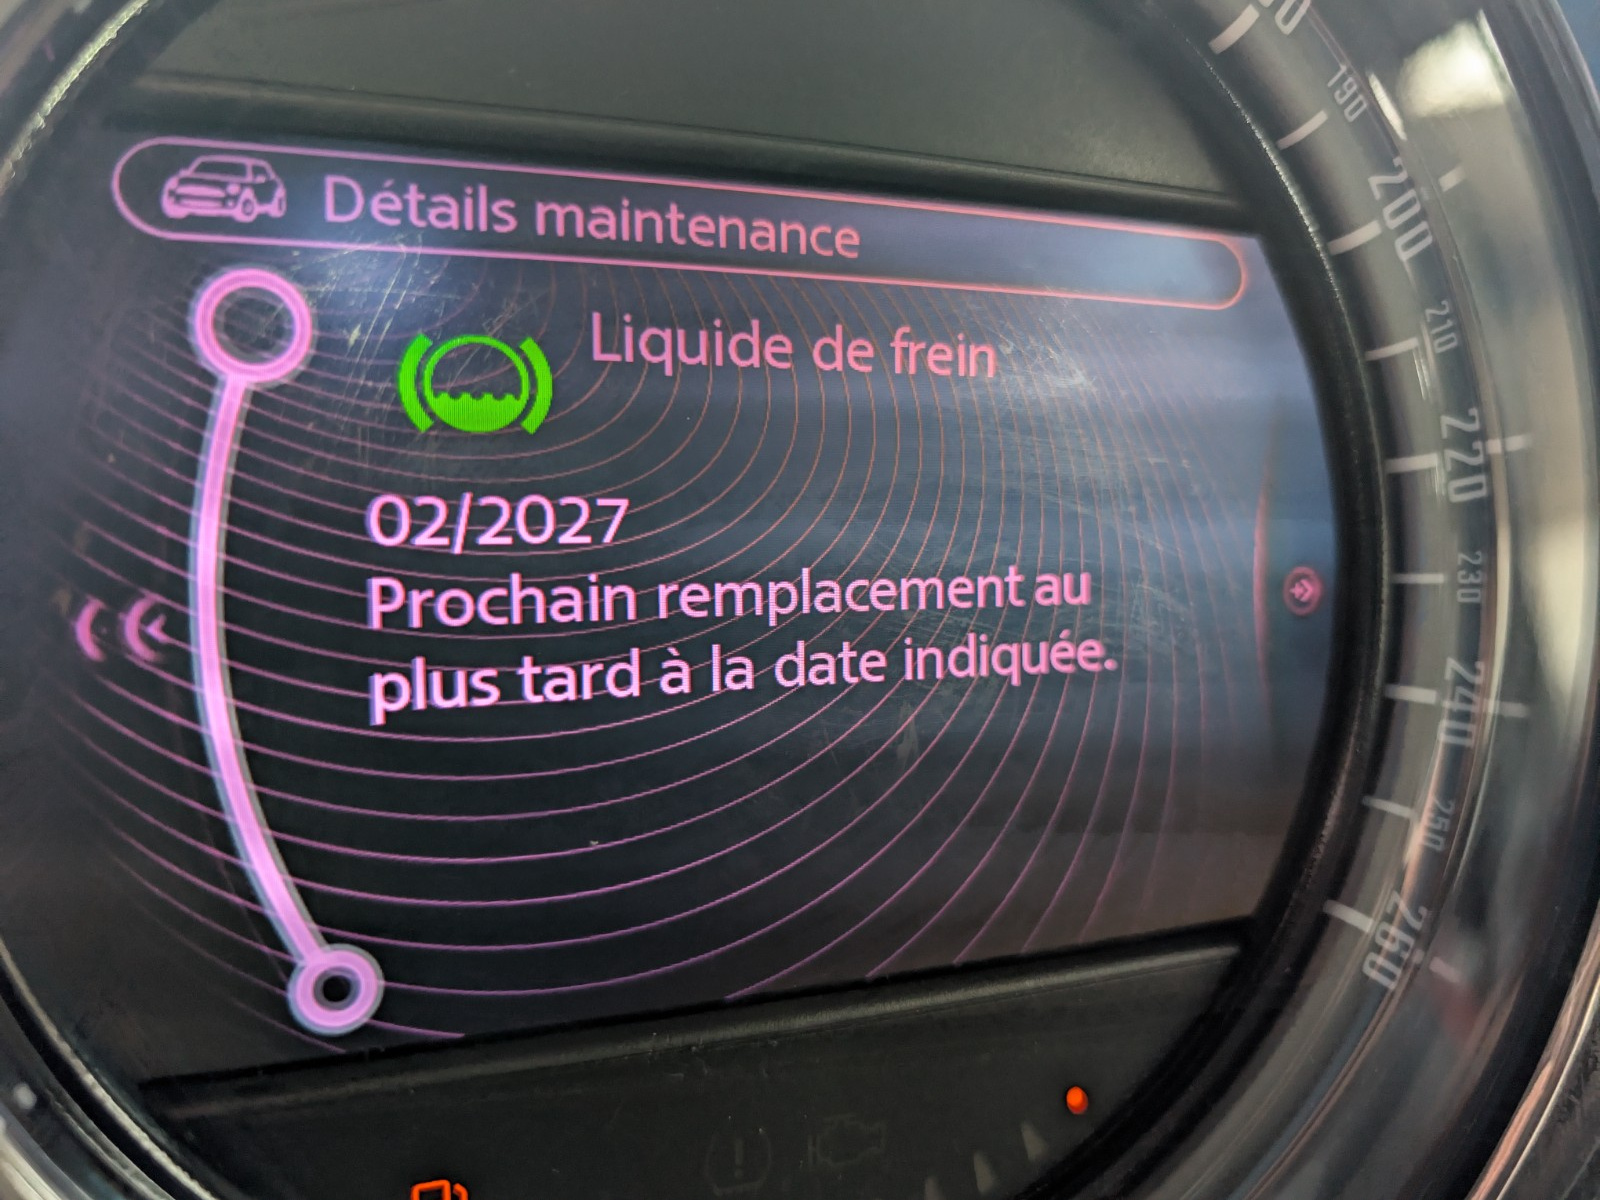 Détails maintenance
Liquide de frein
02/2027
Prochain remplacement au
plus tard à la date indiquée.
190
200
210
220
230
240
250
260